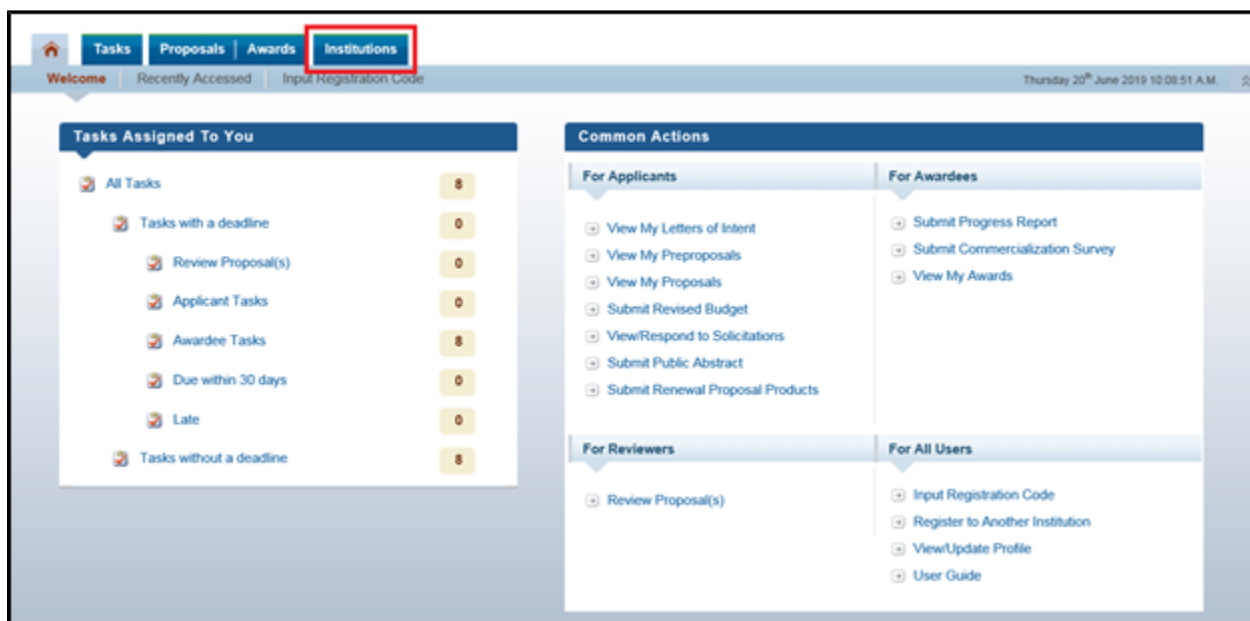 Tasks Proposals Awards Institutions
Welcome Recently Accessed Input Registration Code Thursday 20th June 2019 10:08:51 A.M.
Tasks Assigned To You
All Tasks 8
Tasks with a deadline 0
Review Proposal(s) 0
Applicant Tasks 0
Awardee Tasks 8
Due within 30 days 0
Late 0
Tasks without a deadline 8
Common Actions
For Applicants
View My Letters of Intent
View My Preproposals
View My Proposals
Submit Revised Budget
View/Respond to Solicitations
Submit Public Abstract
Submit Renewal Proposal Products
For Awardees
Submit Progress Report
Submit Commercialization Survey
View My Awards
For Reviewers
Review Proposal(s)
For All Users
Input Registration Code
Register to Another Institution
View/Update Profile
User Guide